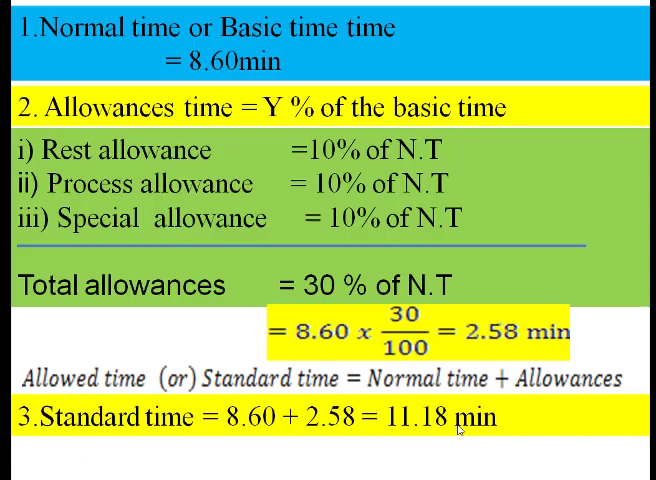 1.Normal time or Basic time time
= 8.60min
2. Allowances time = Y % of the basic time
i) Rest allowance =10% of N.T
ii) Process allowance = 10% of N.T
iii) Special allowance = 10% of N.T
Total allowances = 30 % of N.T
= 8.60 x 30/100 = 2.58 min
Allowed time (or) Standard time = Normal time + Allowances
3.Standard time = 8.60 + 2.58 = 11.18 min